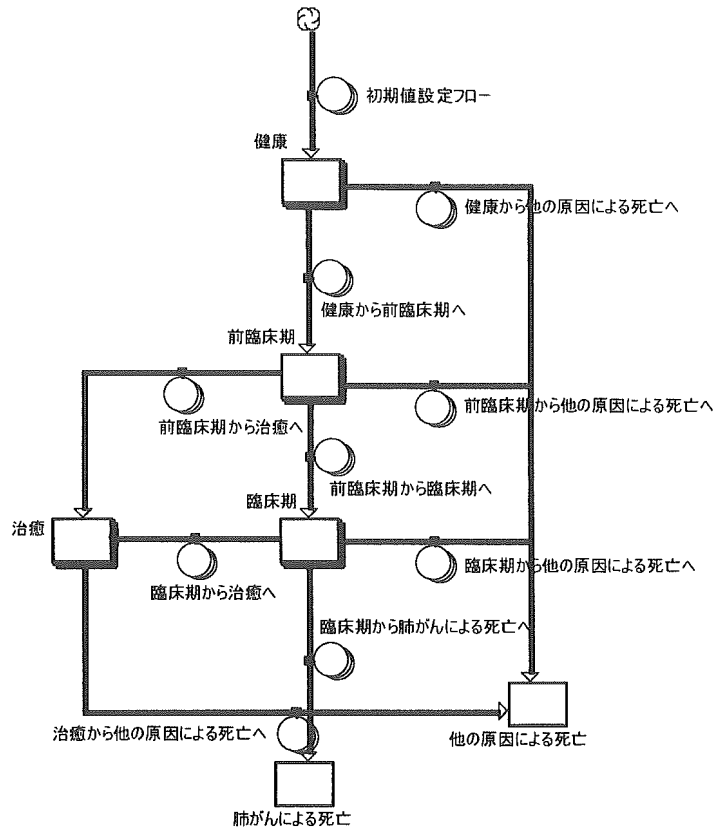 初期値設定フロー
健康
健康から他の原因による死亡へ
健康から前臨床期へ
前臨床期
前臨床期から他の原因による死亡へ
前臨床期から治癒へ
前臨床期から臨床期へ
臨床期
治癒
臨床期から他の原因による死亡へ
臨床期から治癒へ
臨床期から肺がんによる死亡へ
治癒から他の原因による死亡へ
他の原因による死亡
肺がんによる死亡